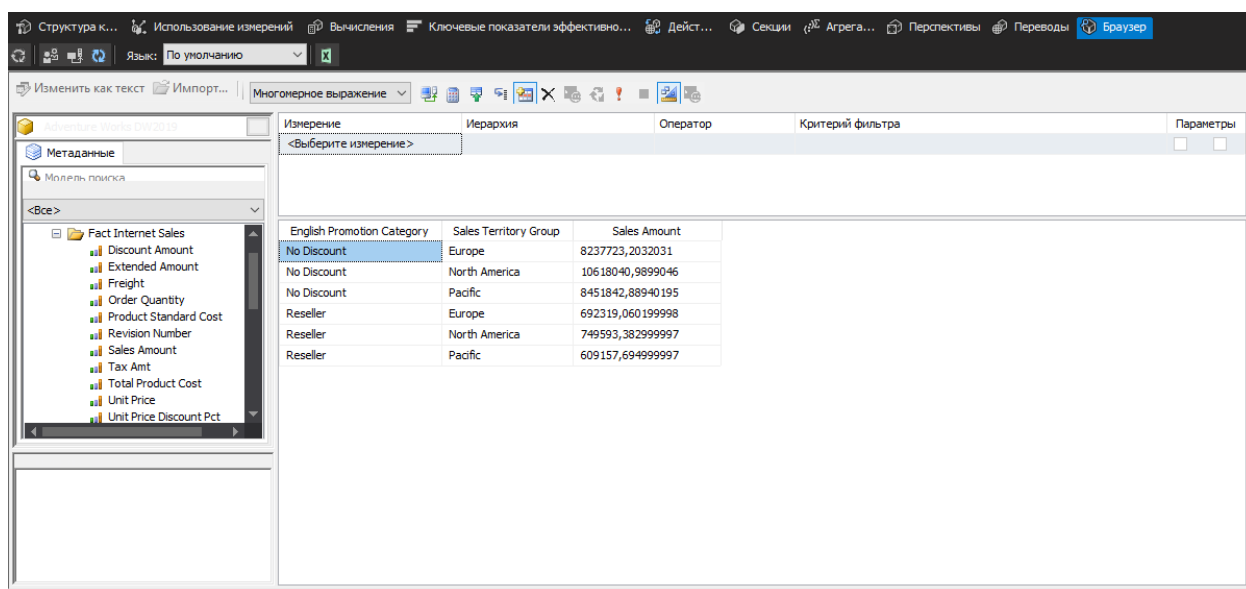 Структура к... Использование измерений Вычисления Ключевые показатели эффективно... Дейст... Секции Агрега... Перспективы Переводы Браузер
Язык: По умолчанию
Изменить как текст Импорт... Многомерное выражение
Adventure Works DW2019
Метаданные
Модель поиска
<Все>
Fact Internet Sales
Discount Amount
Extended Amount
Freight
Order Quantity
Product Standard Cost
Revision Number
Sales Amount
Tax Amt
Total Product Cost
Unit Price
Unit Price Discount Pct
Измерение Иерархия Оператор Критерий фильтра Параметры
<Выберите измерение>
English Promotion Category Sales Territory Group Sales Amount
No Discount Europe 8237723,2032031
No Discount North America 10618040,9899046
No Discount Pacific 8451842,88940195
Reseller Europe 692319,060199998
Reseller North America 749593,382999997
Reseller Pacific 609157,694999997